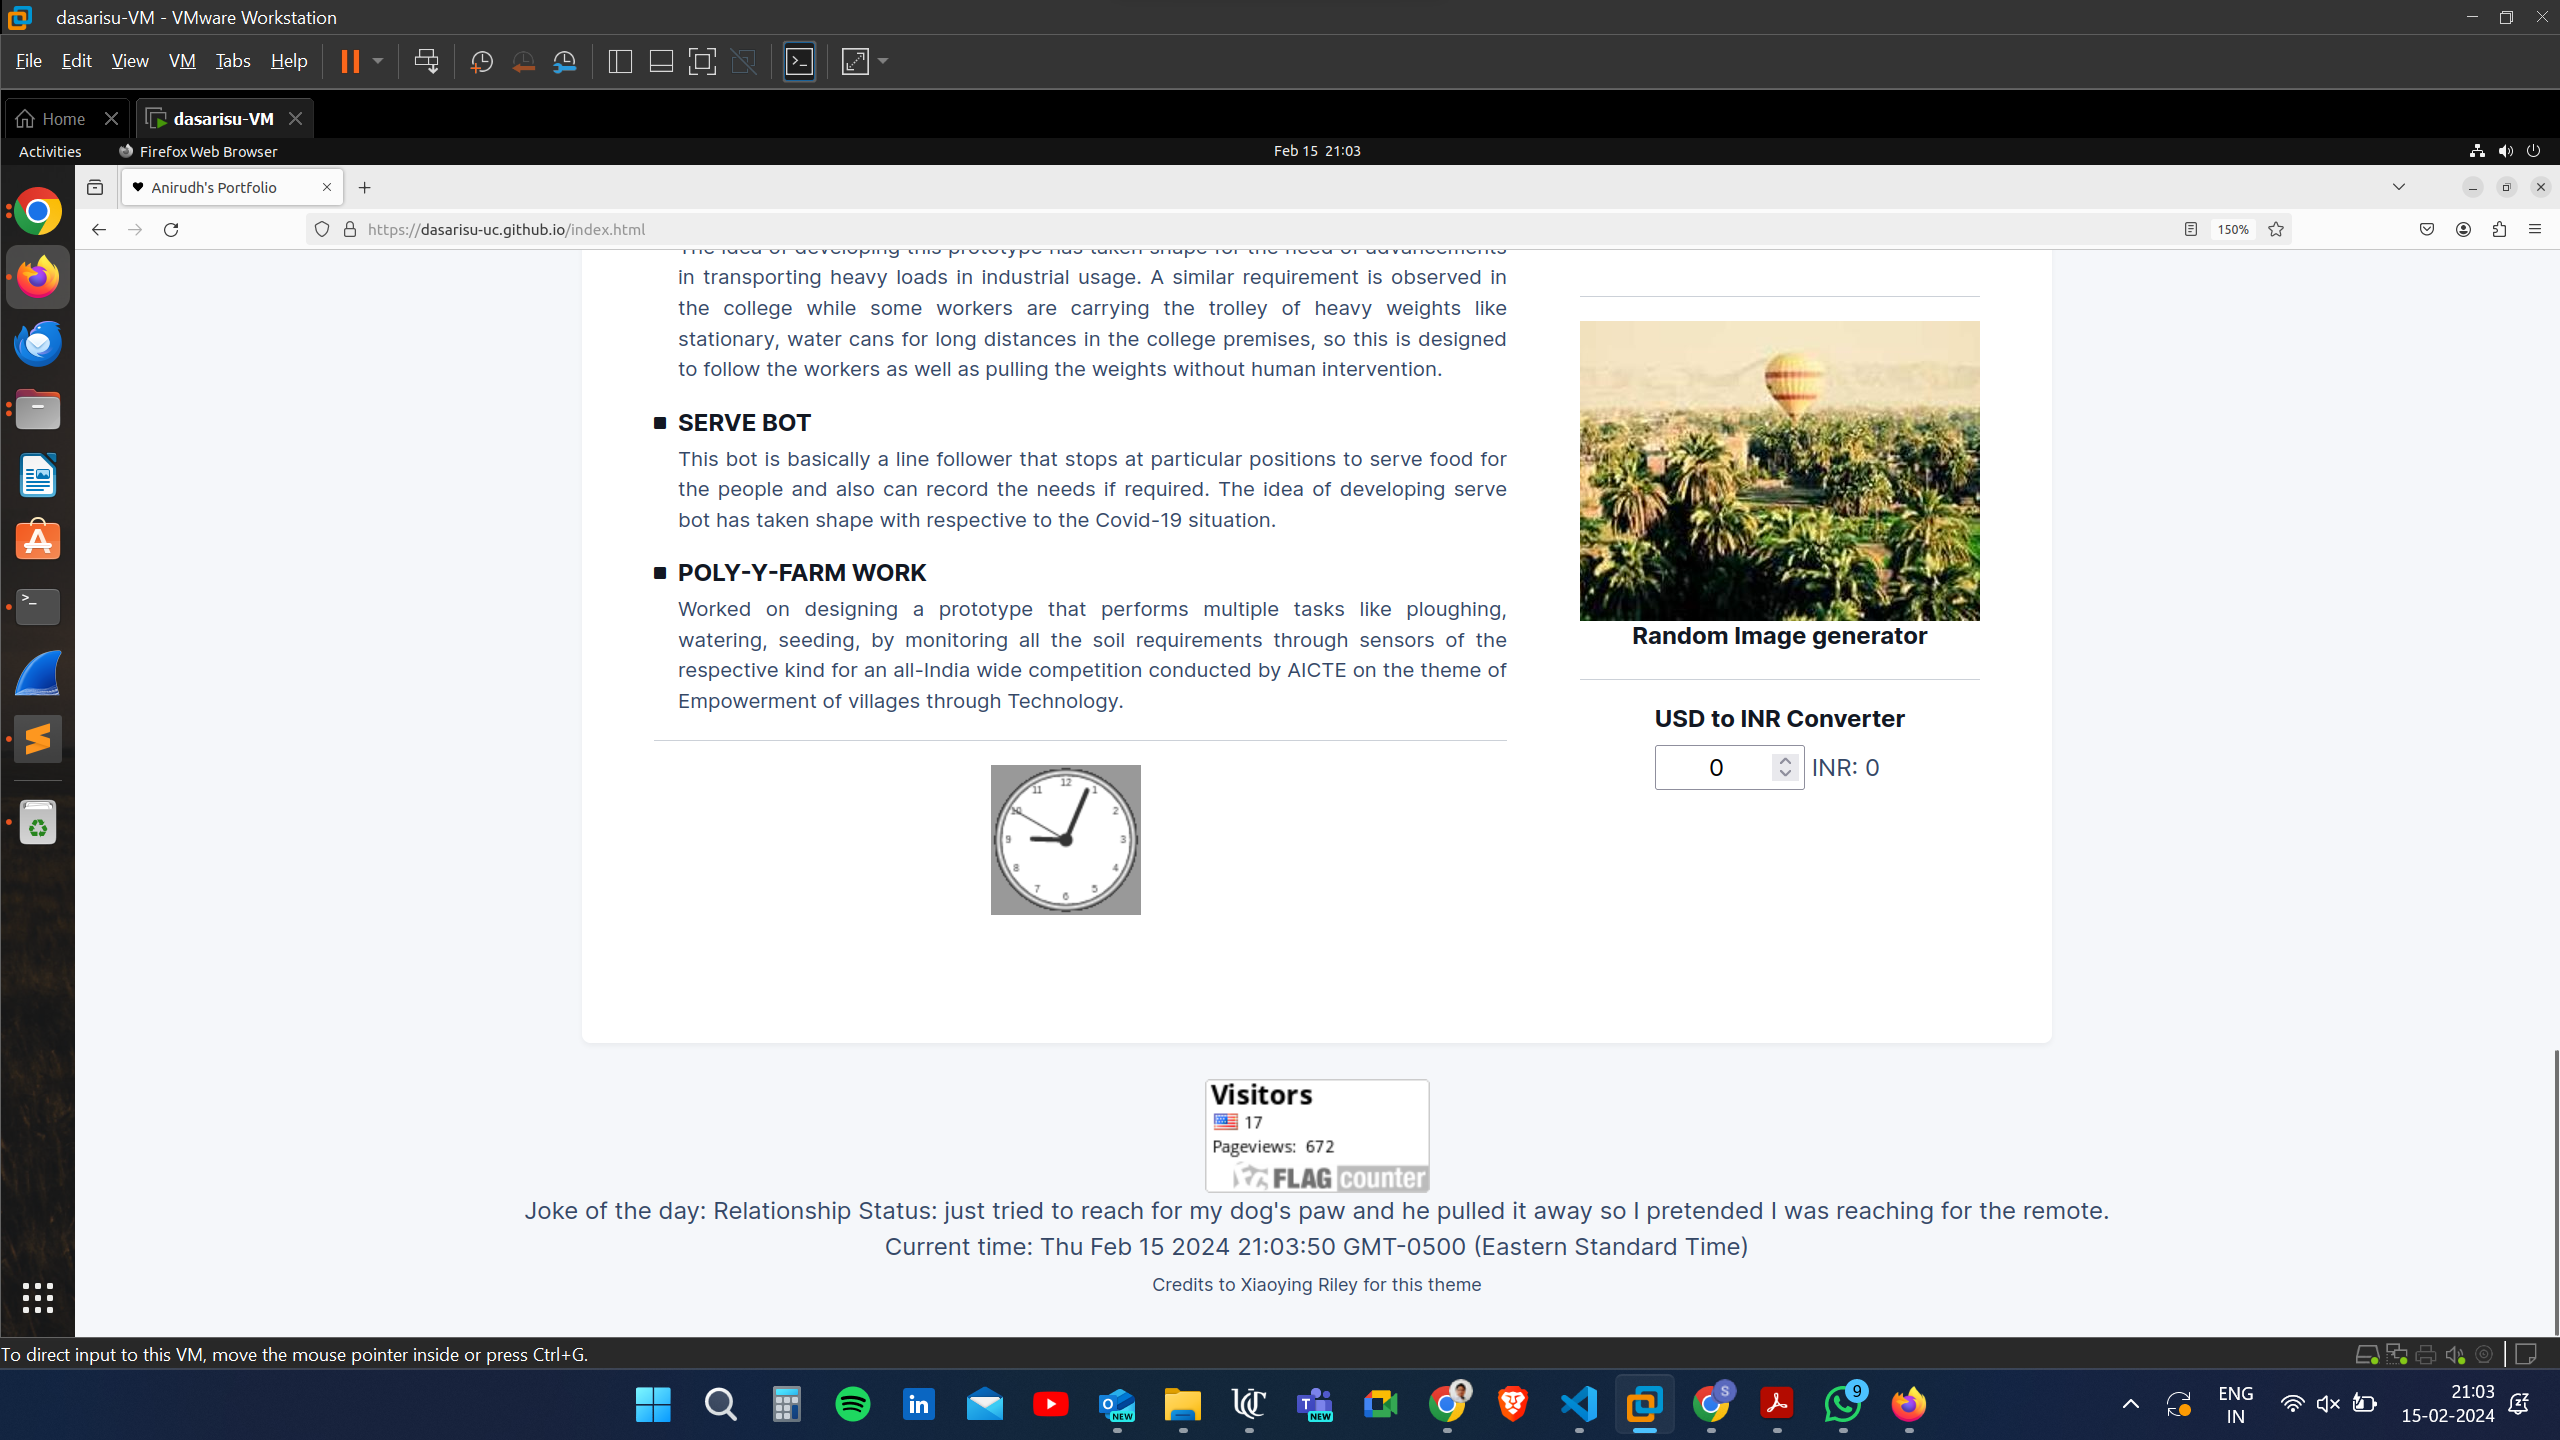 dasarisu-VM - VMware Workstation
File Edit View VM Tabs Help
Home
dasarisu-VM
Activities
Firefox Web Browser
Feb 15 21:03
Anirudh's Portfolio
https://dasarisu-uc.github.io/index.html
150%
The idea of developing this prototype has taken shape for the need of advancements
in transporting heavy loads in industrial usage. A similar requirement is observed in
the college while some workers are carrying the trolley of heavy weights like
stationary, water cans for long distances in the college premises, so this is designed
to follow the workers as well as pulling the weights without human intervention.
SERVE BOT
This bot is basically a line follower that stops at particular positions to serve food for
the people and also can record the needs if required. The idea of developing serve
bot has taken shape with respective to the Covid-19 situation.
POLY-Y-FARM WORK
Worked on designing a prototype that performs multiple tasks like ploughing,
watering, seeding, by monitoring all the soil requirements through sensors of the
respective kind for an all-India wide competition conducted by AICTE on the theme of
Empowerment of villages through Technology.
12
1
2
3
4
5
6
7
8
9
10
11
Random Image generator
USD to INR Converter
0
INR: 0
Visitors
17
Pageviews: 672
FLAG counter
Joke of the day: Relationship Status: just tried to reach for my dog's paw and he pulled it away so I pretended I was reaching for the remote.
Current time: Thu Feb 15 2024 21:03:50 GMT-0500 (Eastern Standard Time)
Credits to Xiaoying Riley for this theme
To direct input to this VM, move the mouse pointer inside or press Ctrl+G.
NEW
NEW
S
9
ENG
IN
21:03
15-02-2024